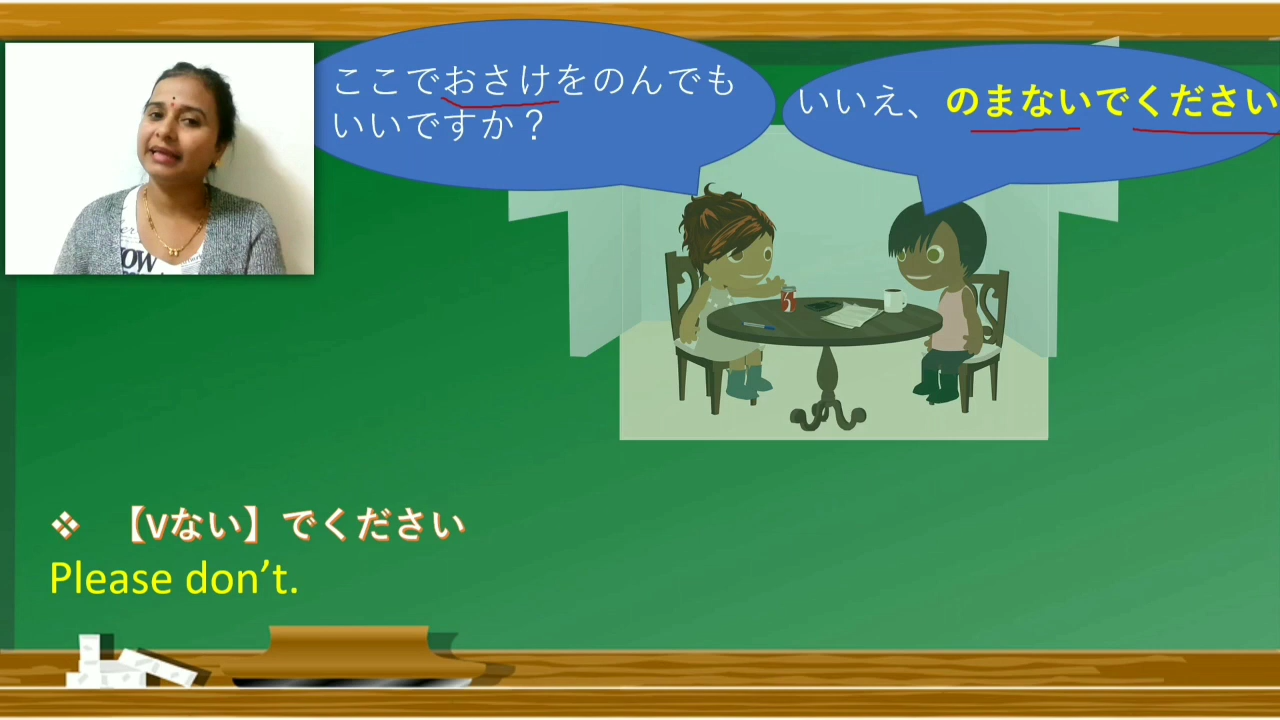 ここでおさけをのんでも
いいですか？
いいえ、のまないでください
❖ 【Vない】でください
Please don’t.